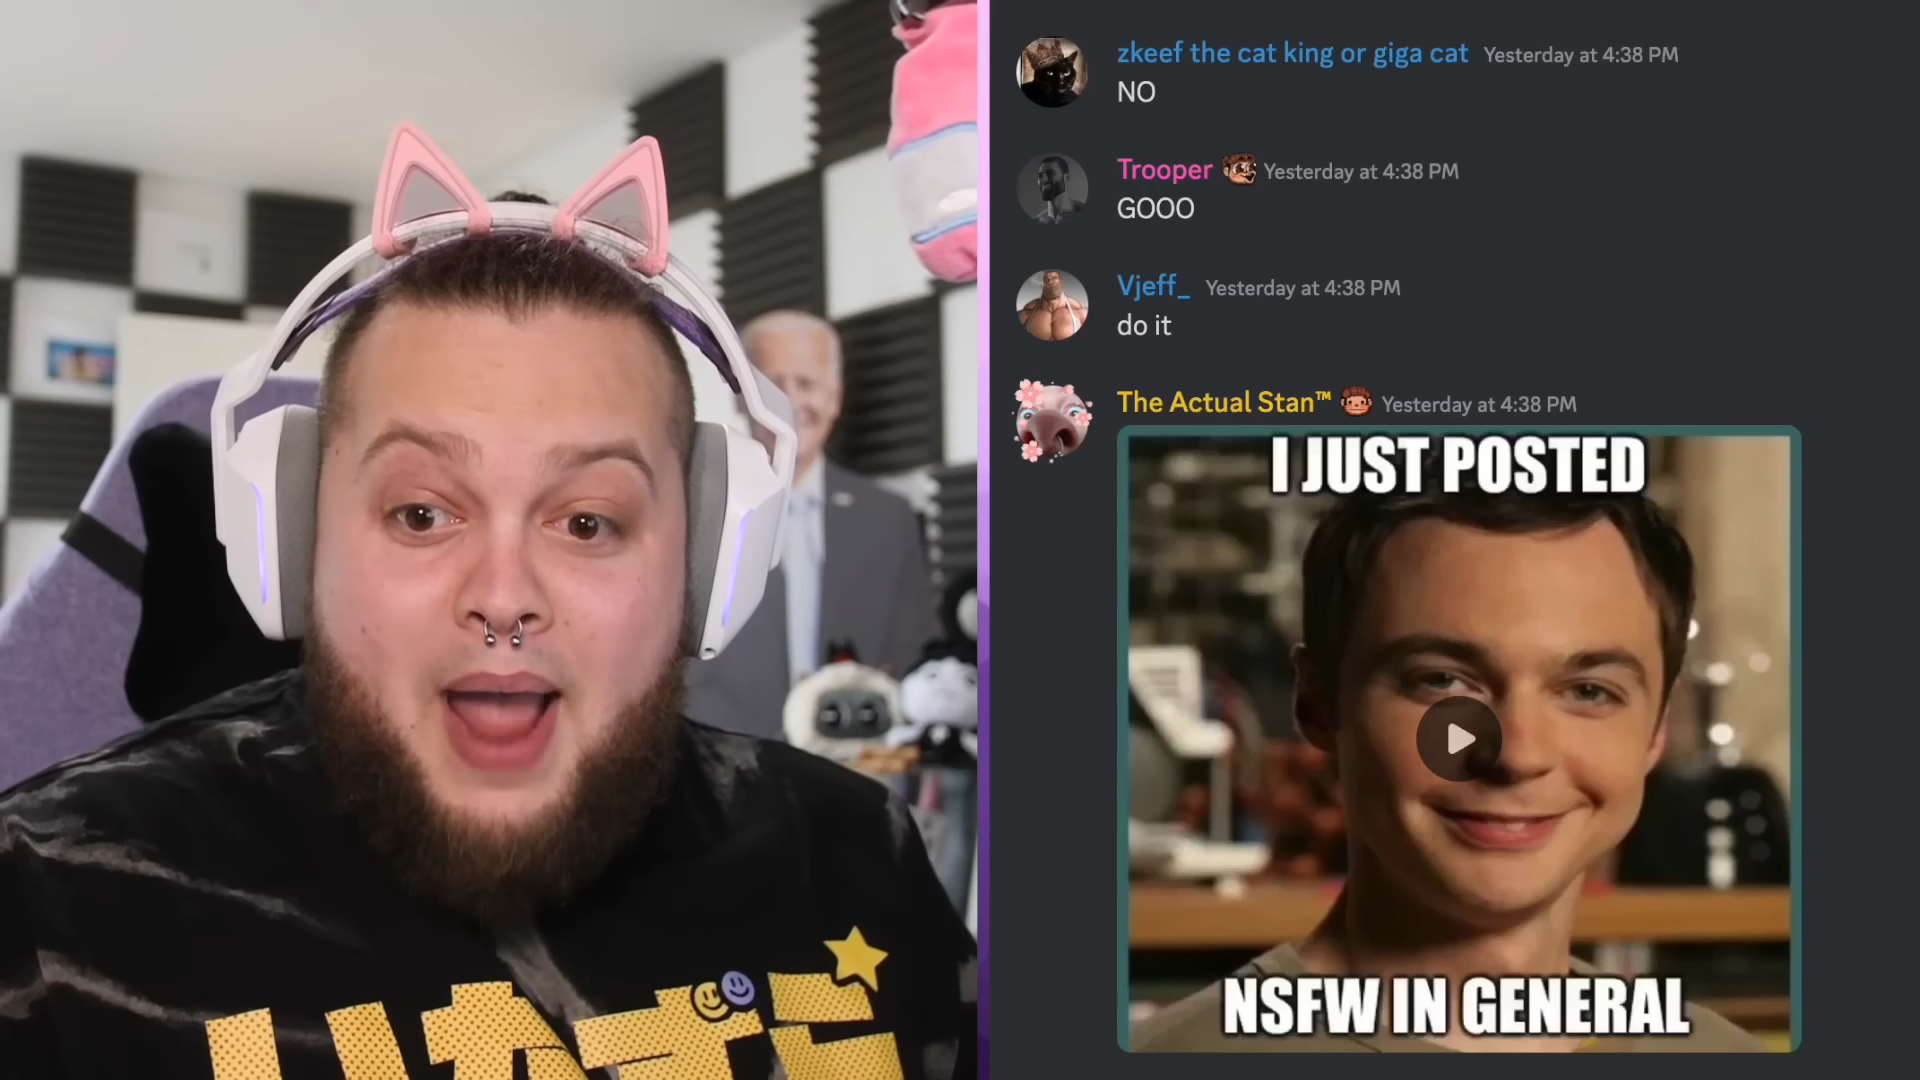 zkeef the cat king or giga cat Yesterday at 4:38 PM
NO
Trooper Yesterday at 4:38 PM
GOOO
Vjeff_ Yesterday at 4:38 PM
do it
The Actual Stan™ Yesterday at 4:38 PM
I JUST POSTED
NSFW IN GENERAL